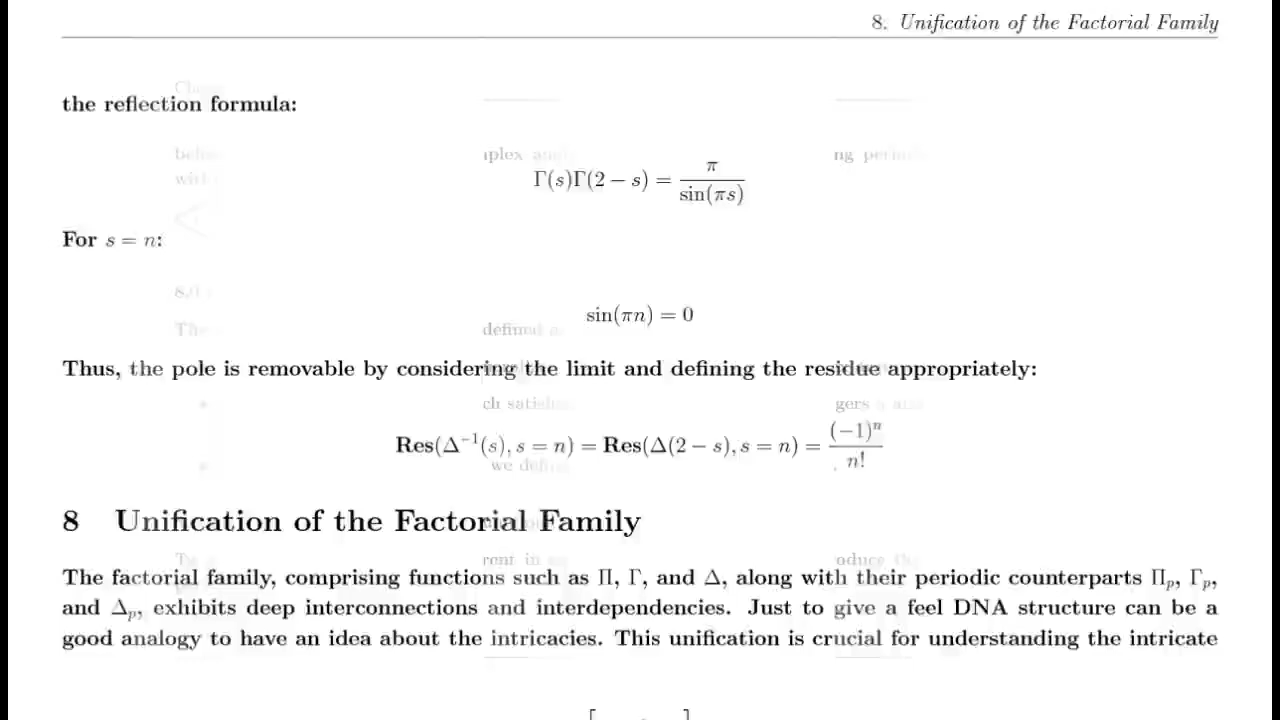 8. Unification of the Factorial Family
the reflection formula:
Γ(s)Γ(2 − s) = π / sin(πs)
For s = n:
sin(πn) = 0
Thus, the pole is removable by considering the limit and defining the residue appropriately:
Res(Δ⁻¹(s), s = n) = Res(Δ(2 − s), s = n) = (−1)ⁿ / n!
8 Unification of the Factorial Family
The factorial family, comprising functions such as Π, Γ, and Δ, along with their periodic counterparts Πₚ, Γₚ,
and Δₚ, exhibits deep interconnections and interdependencies. Just to give a feel DNA structure can be a
good analogy to have an idea about the intricacies. This unification is crucial for understanding the intricate